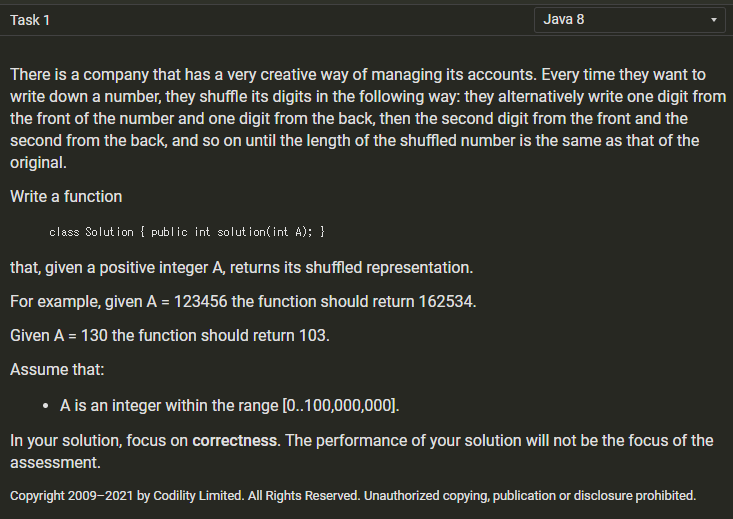 Task 1
Java 8
There is a company that has a very creative way of managing its accounts. Every time they want to
write down a number, they shuffle its digits in the following way: they alternatively write one digit from
the front of the number and one digit from the back, then the second digit from the front and the
second from the back, and so on until the length of the shuffled number is the same as that of the
original.
Write a function
class Solution { public int solution(int A); }
that, given a positive integer A, returns its shuffled representation.
For example, given A = 123456 the function should return 162534.
Given A = 130 the function should return 103.
Assume that:
• A is an integer within the range [0..100,000,000].
In your solution, focus on correctness. The performance of your solution will not be the focus of the
assessment.
Copyright 2009–2021 by Codility Limited. All Rights Reserved. Unauthorized copying, publication or disclosure prohibited.